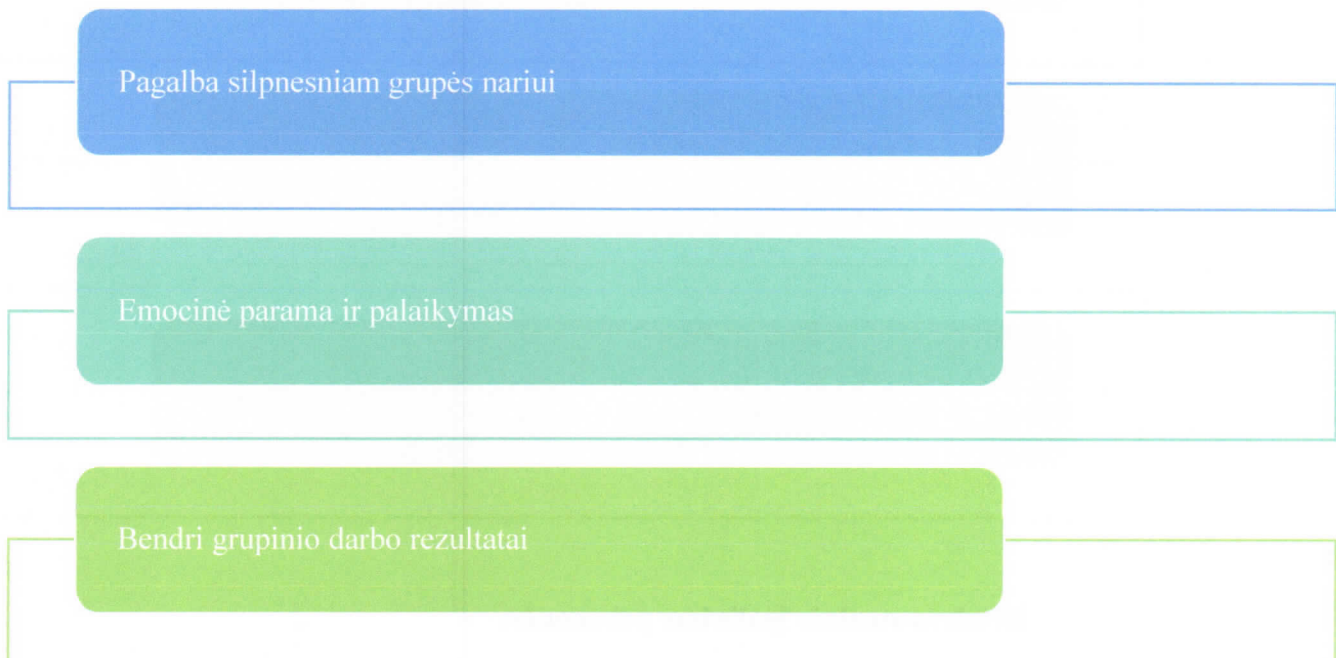 Pagalba silpnesniam grupės nariui
Emocinė parama ir palaikymas
Bendri grupinio darbo rezultatai